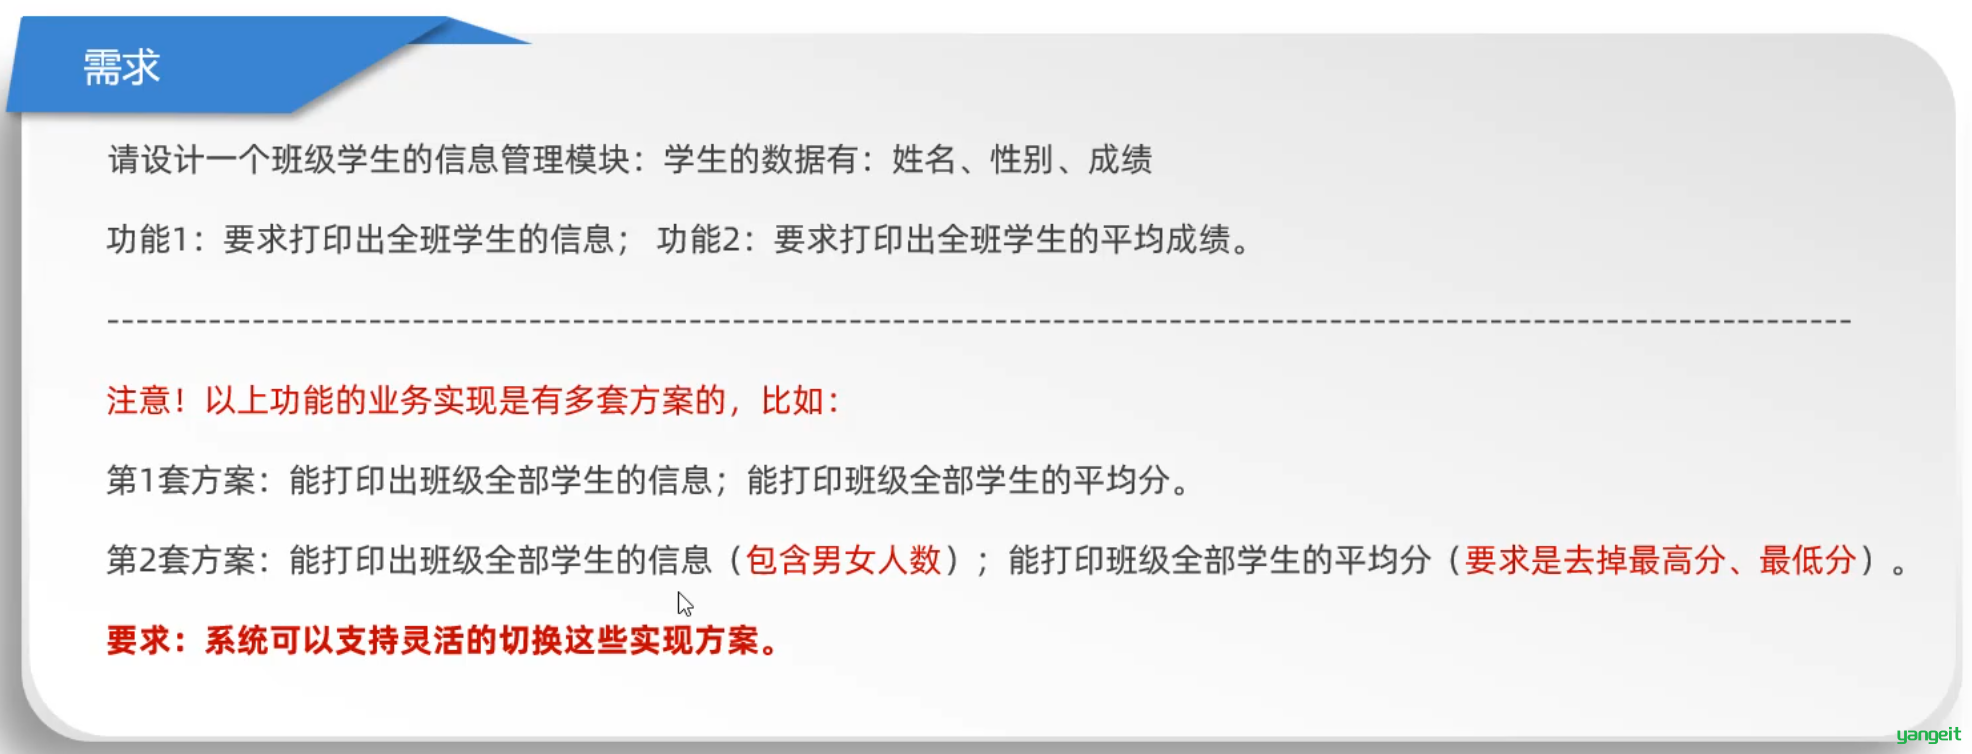 需求
请设计一个班级学生的信息管理模块：学生的数据有：姓名、性别、成绩
功能1：要求打印出全班学生的信息； 功能2：要求打印出全班学生的平均成绩。
--------------------------------------------------------------------------------------------------------------------
注意！以上功能的业务实现是有多套方案的，比如：
第1套方案：能打印出班级全部学生的信息；能打印班级全部学生的平均分。
第2套方案：能打印出班级全部学生的信息（包含男女人数）；能打印班级全部学生的平均分（要求是去掉最高分、最低分）。
要求：系统可以支持灵活的切换这些实现方案。
yangeit